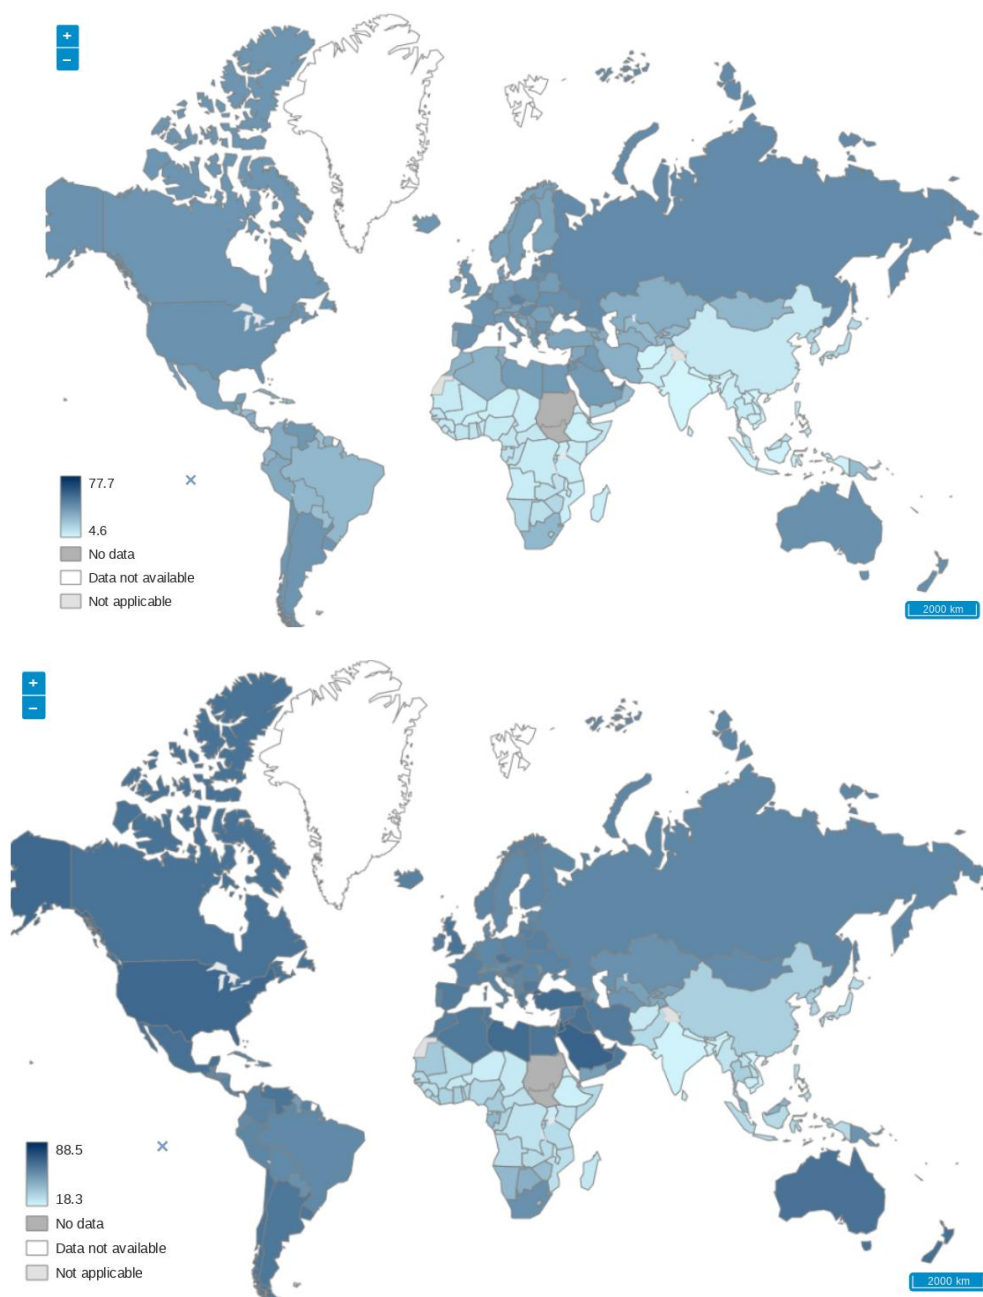 +
−
77.7
4.6
No data
Data not available
Not applicable
2000 km
+
−
88.5
18.3
No data
Data not available
Not applicable
2000 km